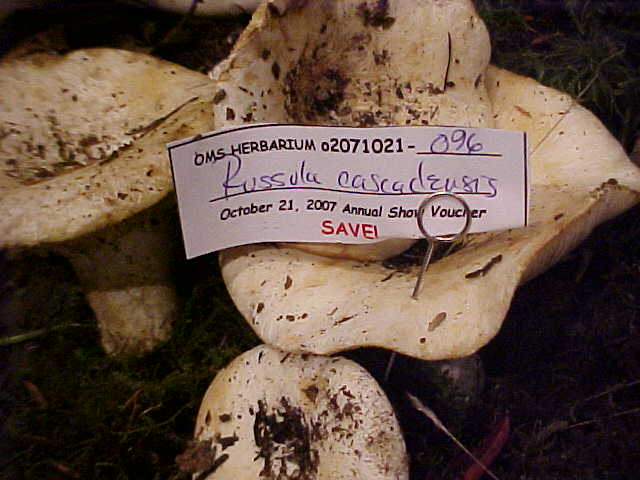 OMS HERBARIUM o2071021- 096
Russula cascadensis
October 21, 2007 Annual Show Voucher
SAVE!